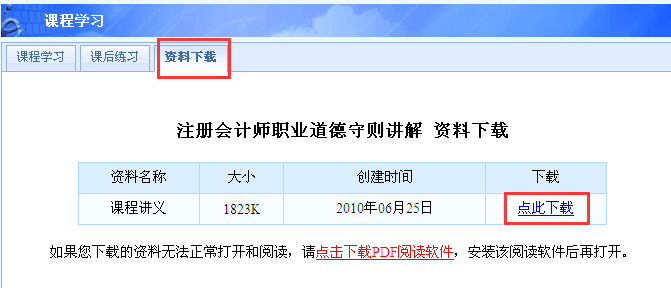 课程学习
课程学习 课后练习 资料下载
注册会计师职业道德守则讲解 资料下载
资料名称 大小 创建时间 下载
课程讲义 1823K 2010年06月25日 点此下载
如果您下载的资料无法正常打开和阅读，请点击下载PDF阅读软件，安装该阅读软件后再打开。